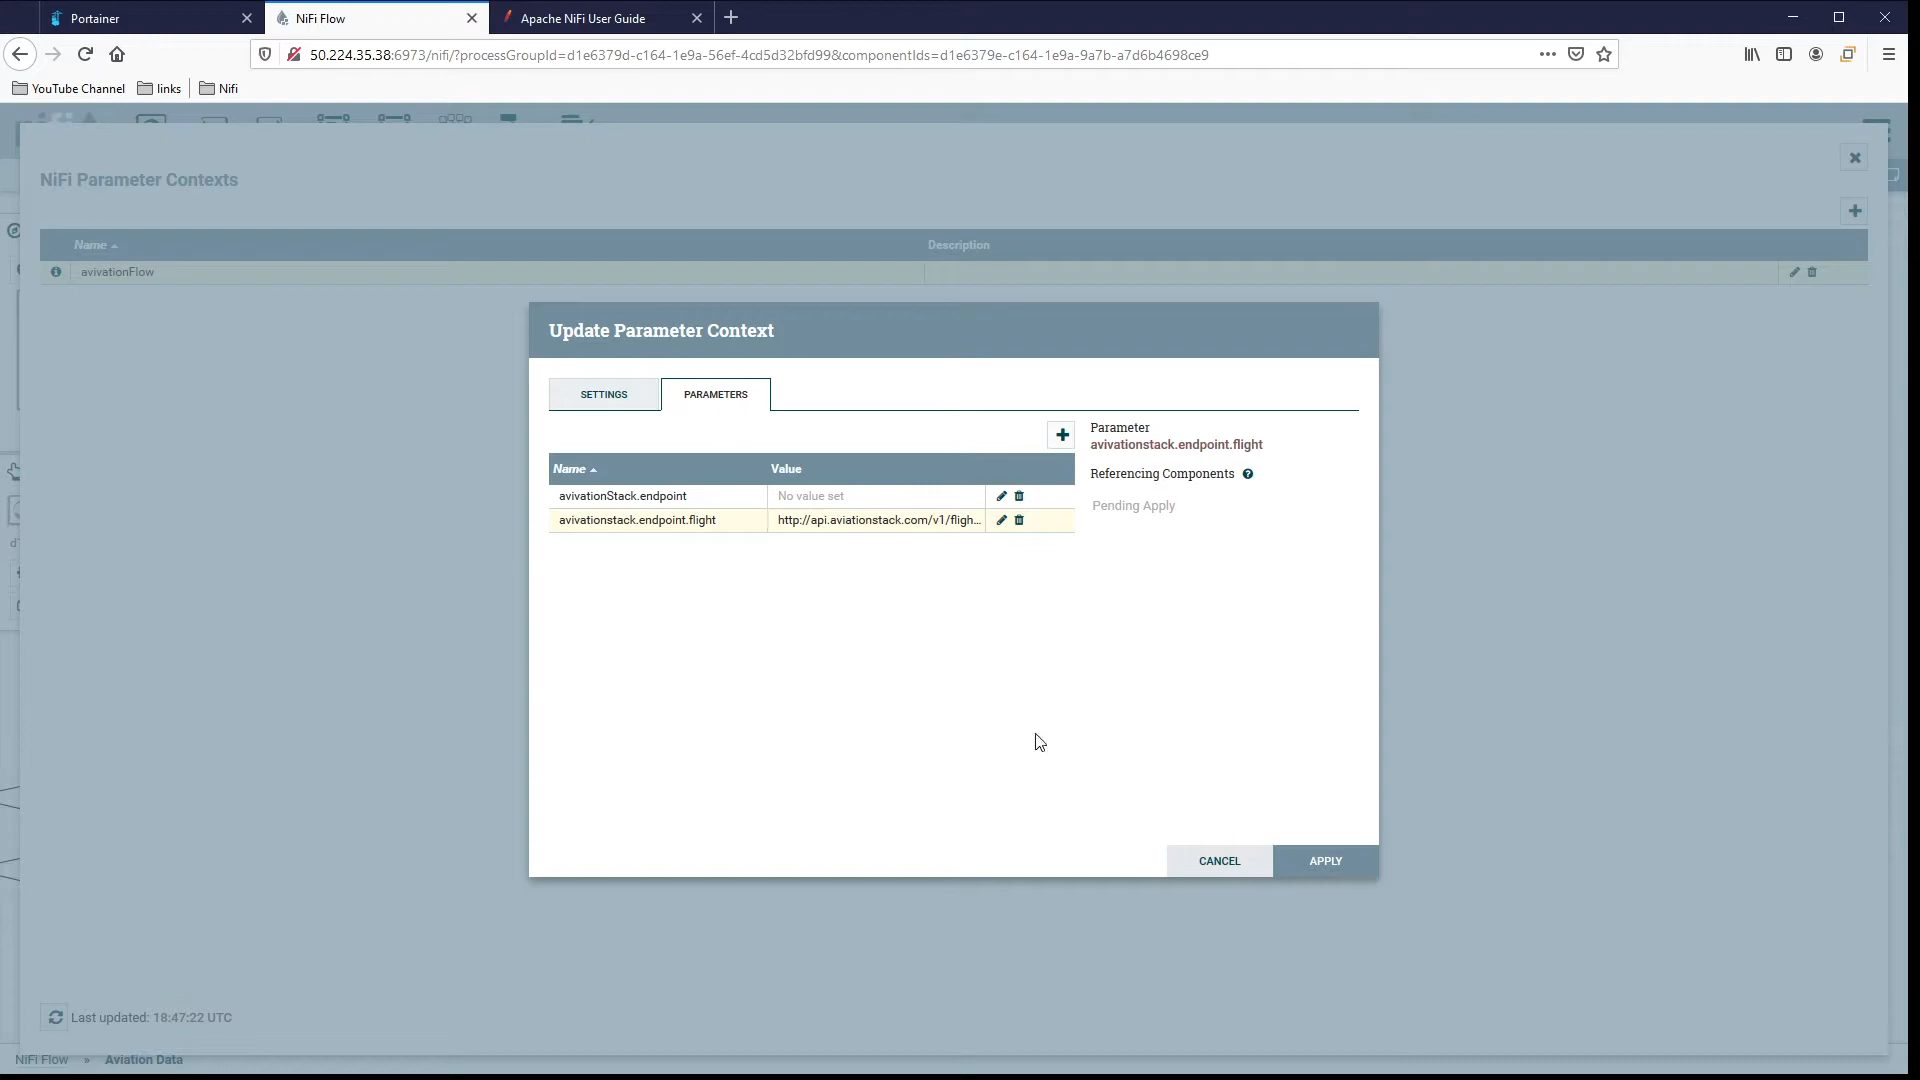 Portainer
NiFi Flow
Apache NiFi User Guide
50.224.35.38:6973/nifi/?processGroupId=d1e6379d-c164-1e9a-56ef-4cd5d32bfd99&componentIds=d1e6379e-c164-1e9a-9a7b-a7d6b4698ce9
YouTube Channel
links
Nifi
NiFi Parameter Contexts
Name
Description
avivationFlow
Update Parameter Context
SETTINGS
PARAMETERS
Name
Value
avivationStack.endpoint
No value set
avivationstack.endpoint.flight
http://api.aviationstack.com/v1/fligh...
Parameter
avivationstack.endpoint.flight
Referencing Components
Pending Apply
CANCEL
APPLY
Last updated: 18:47:22 UTC
NiFi Flow » Aviation Data